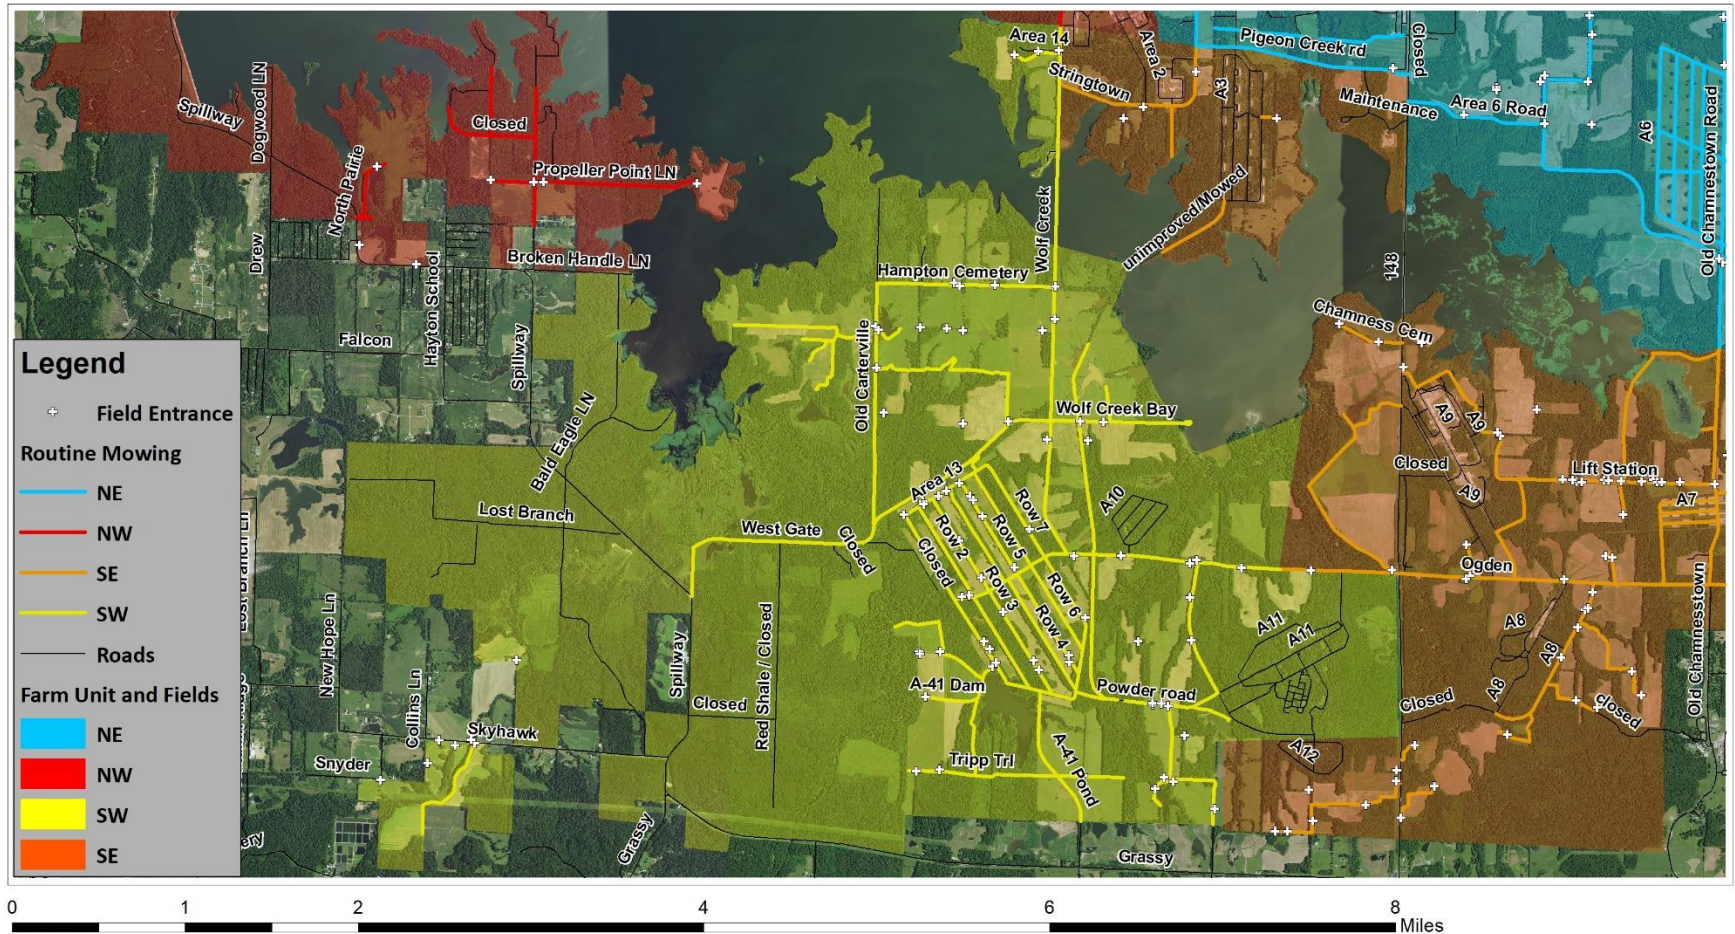 Area 14
Area 2
Stringtown
A3
Pigeon Creek rd
Closed
Maintenance
Area 6 Road
A6
Old Chamnestown Road
Spillway
Dogwood LN
Closed
Propeller Point LN
North Pairie
Drew
Hayton School
Broken Handle LN
Falcon
Spillway
Bald Eagle LN
Lost Branch
Wolf Creek
unimproved/Mowed
148
Hampton Cemetery
Old Carterville
Chamness Cem
Wolf Creek Bay
A9
A9
Closed
A9
Lift Station
A7
Area 13
Row 7
A10
Row 5
Row 2
West Gate
Closed
Closed
Row 3
Row 6
Row 4
Ogden
Old Chamnesstown
Lost Branch Ln
New Hope Ln
Collins Ln
Spillway
Red Shale / Closed
Closed
A-41 Dam
Powder road
A11
A11
A8
A8
A8
Closed
closed
Skyhawk
Snyder
Tripp Trl
A-41 Pond
A12
Grassy
Grassy
Legend
Field Entrance
Routine Mowing
NE
NW
SE
SW
Roads
Farm Unit and Fields
NE
NW
SW
SE
0 1 2 4 6 8
Miles